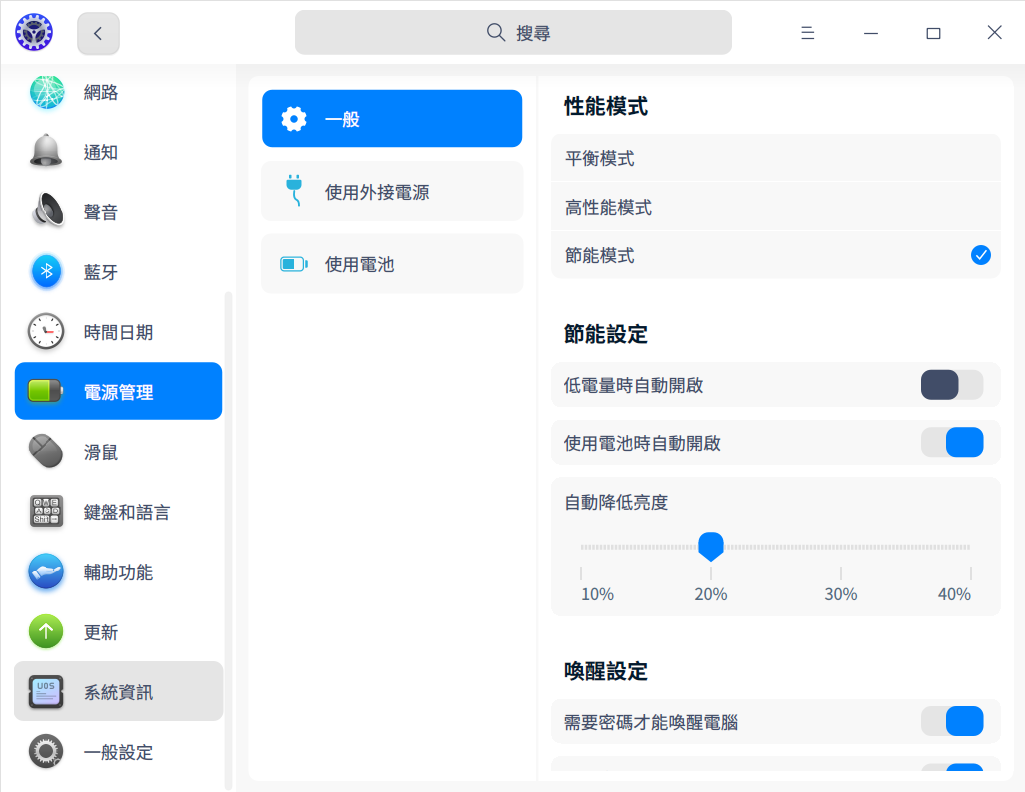 搜尋
網路
通知
聲音
藍牙
時間日期
電源管理
滑鼠
鍵盤和語言
輔助功能
更新
UOS
系統資訊
一般設定
一般
使用外接電源
使用電池
性能模式
平衡模式
高性能模式
節能模式
節能設定
低電量時自動開啟
使用電池時自動開啟
自動降低亮度
10% 20% 30% 40%
喚醒設定
需要密碼才能喚醒電腦